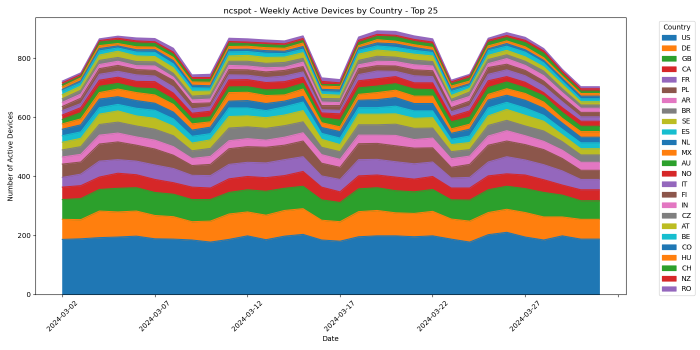 ncspot - Weekly Active Devices by Country - Top 25
Number of Active Devices
800
600
400
200
0
2024-03-02
2024-03-07
2024-03-12
2024-03-17
2024-03-22
2024-03-27
Date
Country
US
DE
GB
CA
FR
PL
AR
BR
SE
ES
NL
MX
AU
NO
IT
FI
IN
CZ
AT
BE
CO
HU
CH
NZ
RO